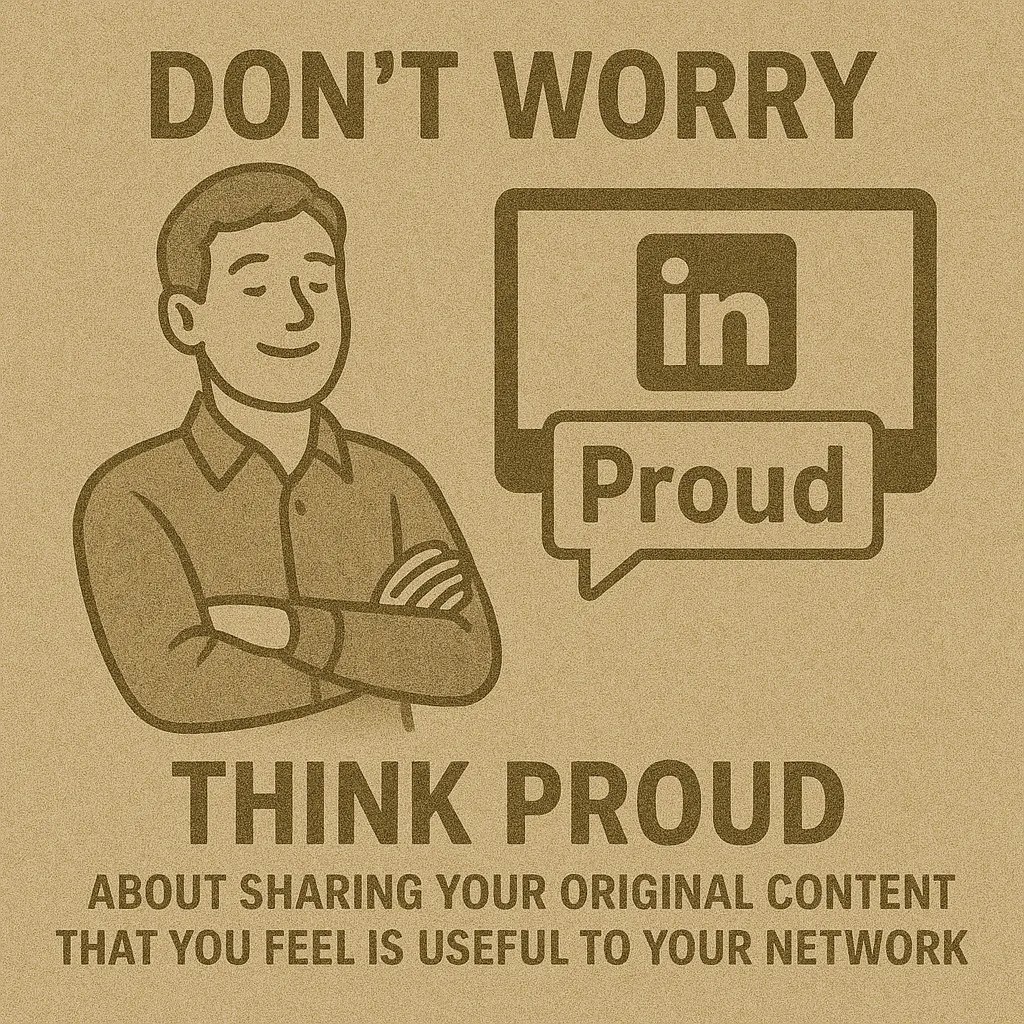 DON'T WORRY
in
Proud
THINK PROUD
ABOUT SHARING YOUR ORIGINAL CONTENT
THAT YOU FEEL IS USEFUL TO YOUR NETWORK